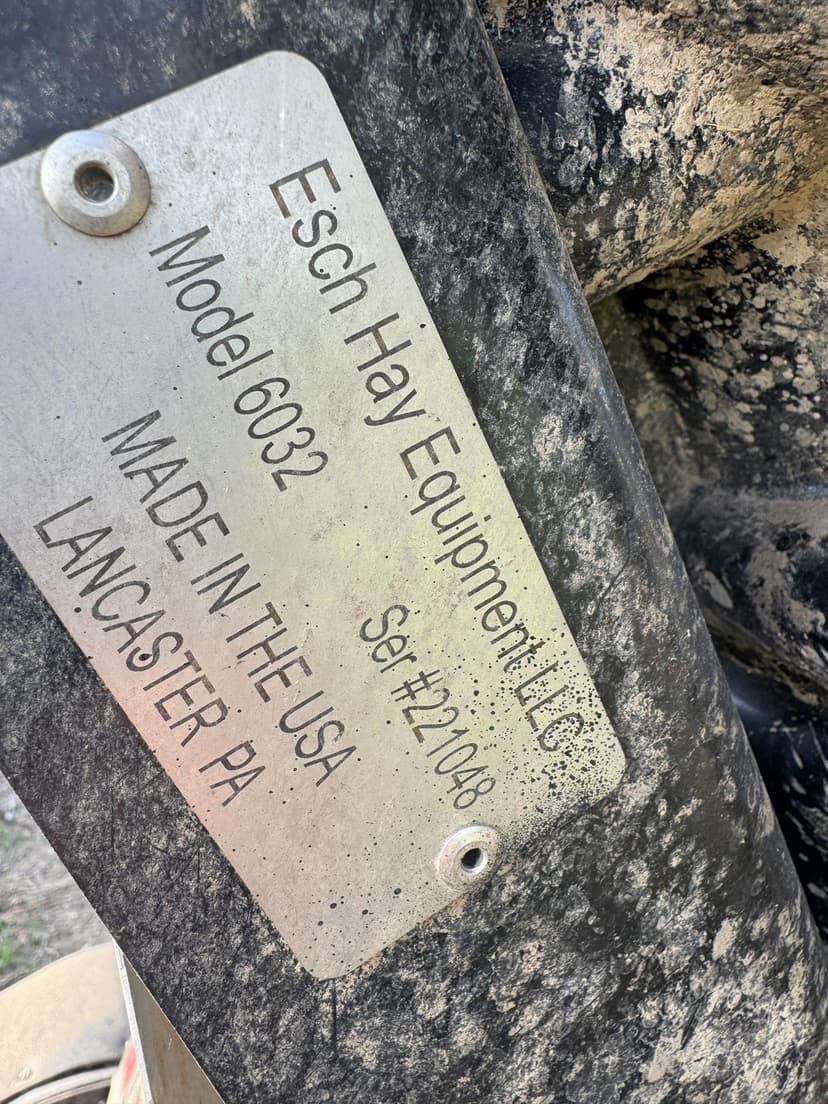 Esch Hay Equipment LLC
Model 6032 Ser #221048
MADE IN THE USA
LANCASTER PA